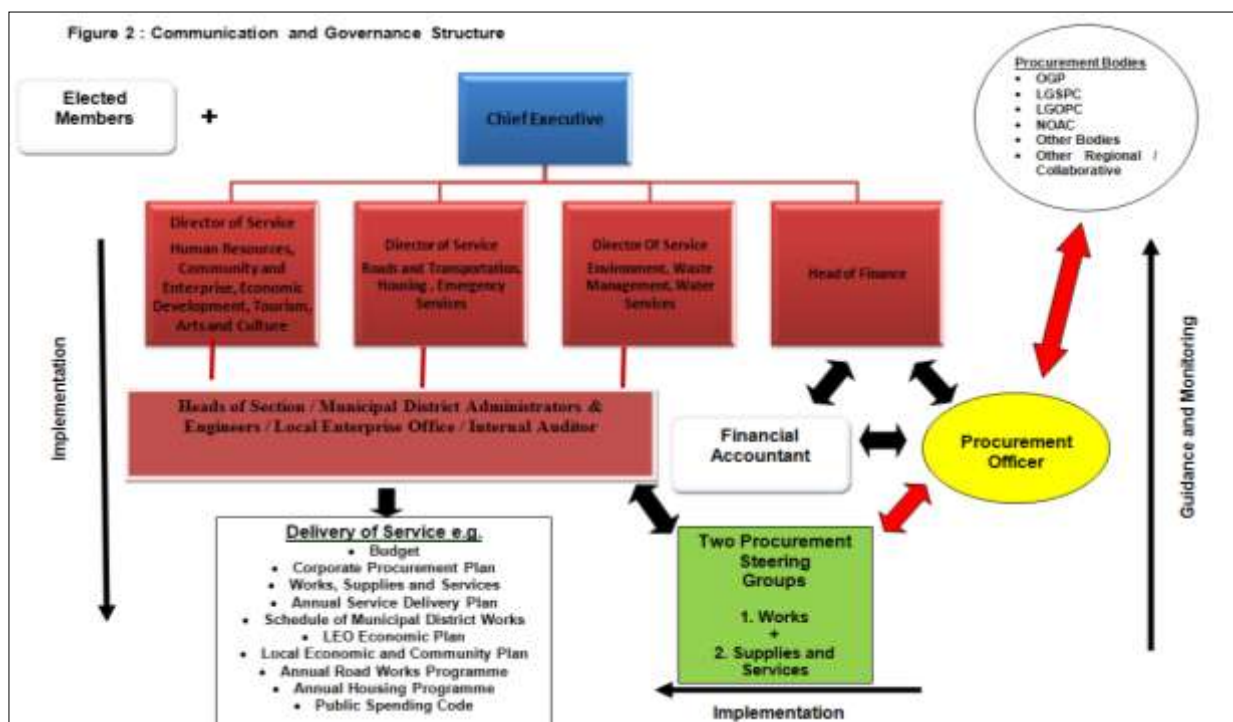 Figure 2 : Communication and Governance Structure
Elected
Members
+
Chief Executive
Procurement Bodies
• OGP
• LGSPC
• LGOPC
• NOAC
• Other Bodies
• Other Regional /
Collaborative
Director of Service
Human Resources,
Community and
Enterprise, Economic
Development, Tourism,
Arts and Culture
Director of Service
Roads and Transportation,
Housing , Emergency
Services
Director Of Service
Environment, Waste
Management, Water
Services
Head of Finance
Implementation
Guidance and Monitoring
Heads of Section / Municipal District Administrators &
Engineers / Local Enterprise Office / Internal Auditor
Financial
Accountant
Procurement
Officer
Delivery of Service e.g.
• Budget
• Corporate Procurement Plan
• Works, Supplies and Services
• Annual Service Delivery Plan
• Schedule of Municipal District Works
• LEO Economic Plan
• Local Economic and Community Plan
• Annual Road Works Programme
• Annual Housing Programme
• Public Spending Code
Two Procurement
Steering
Groups
1. Works
+
2. Supplies and
Services
Implementation